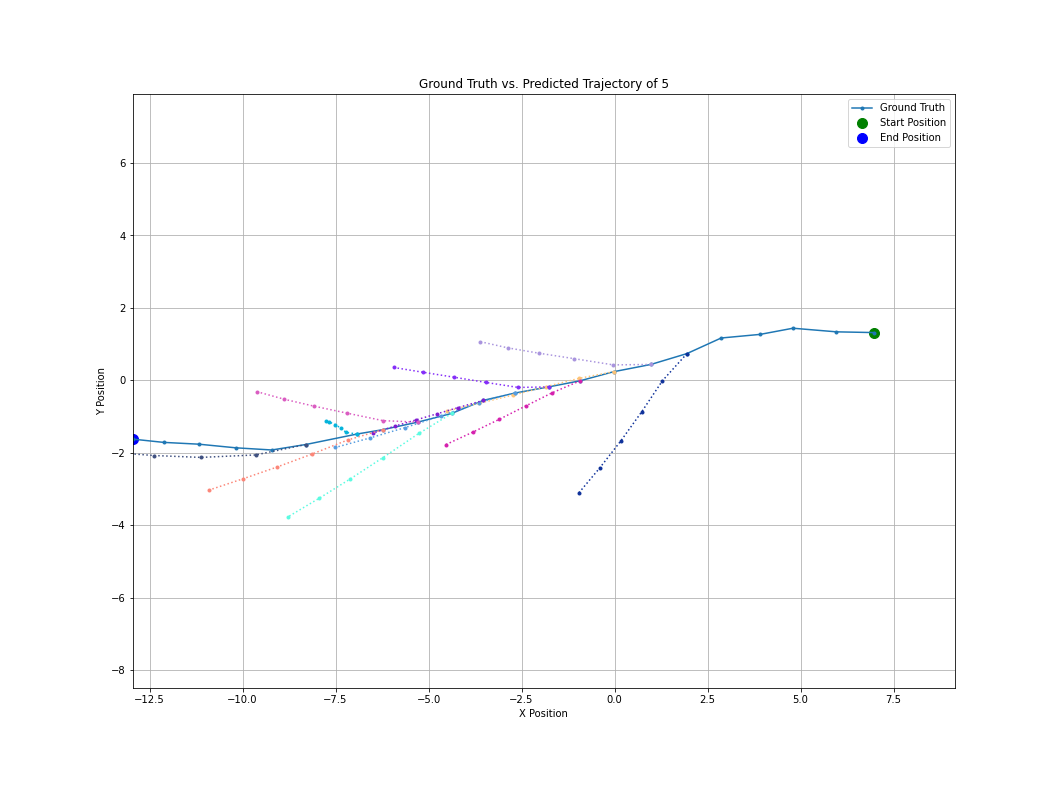 Ground Truth vs. Predicted Trajectory of 5
Ground Truth
Start Position
End Position
6
4
2
0
−2
−4
−6
−8
Y Position
−12.5 −10.0 −7.5 −5.0 −2.5 0.0 2.5 5.0 7.5
X Position